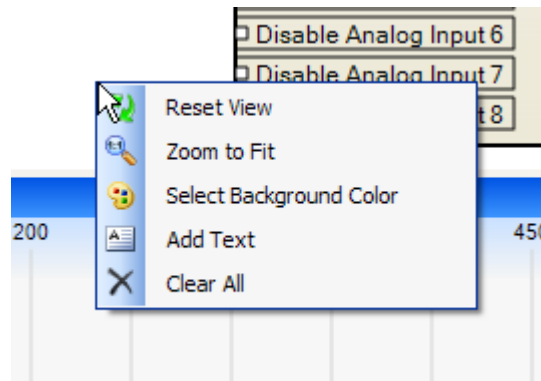 Disable Analog Input 6
Disable Analog Input 7
t 8
Reset View
Zoom to Fit
Select Background Color
200
Add Text
Clear All